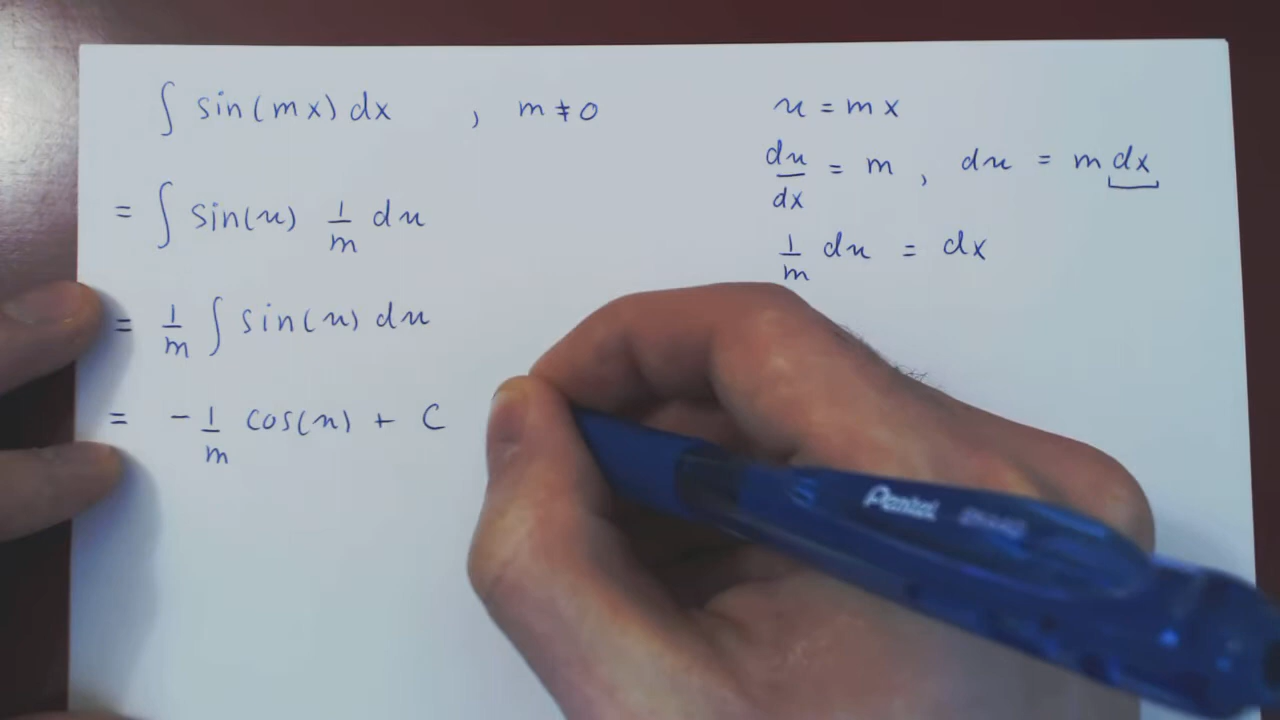 ∫ sin(mx) dx , m ≠ 0
= ∫ sin(u) 1/m du
= 1/m ∫ sin(u) du
= - 1/m cos(u) + C
u = mx
du/dx = m , du = m dx
1/m du = dx
Pentel